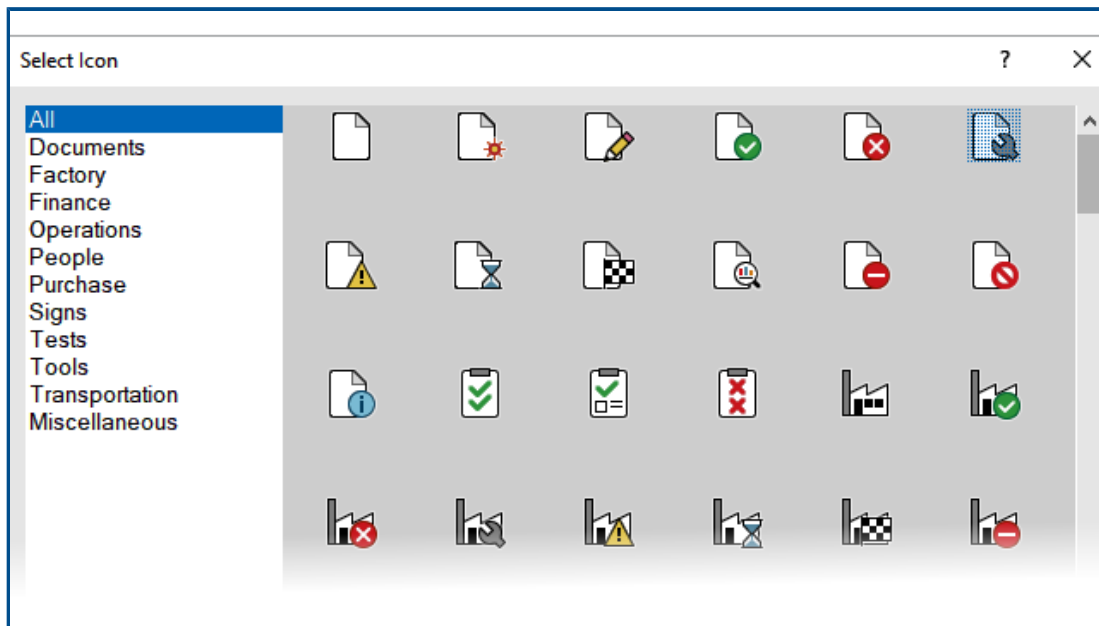 Select Icon
?
All
Documents
Factory
Finance
Operations
People
Purchase
Signs
Tests
Tools
Transportation
Miscellaneous